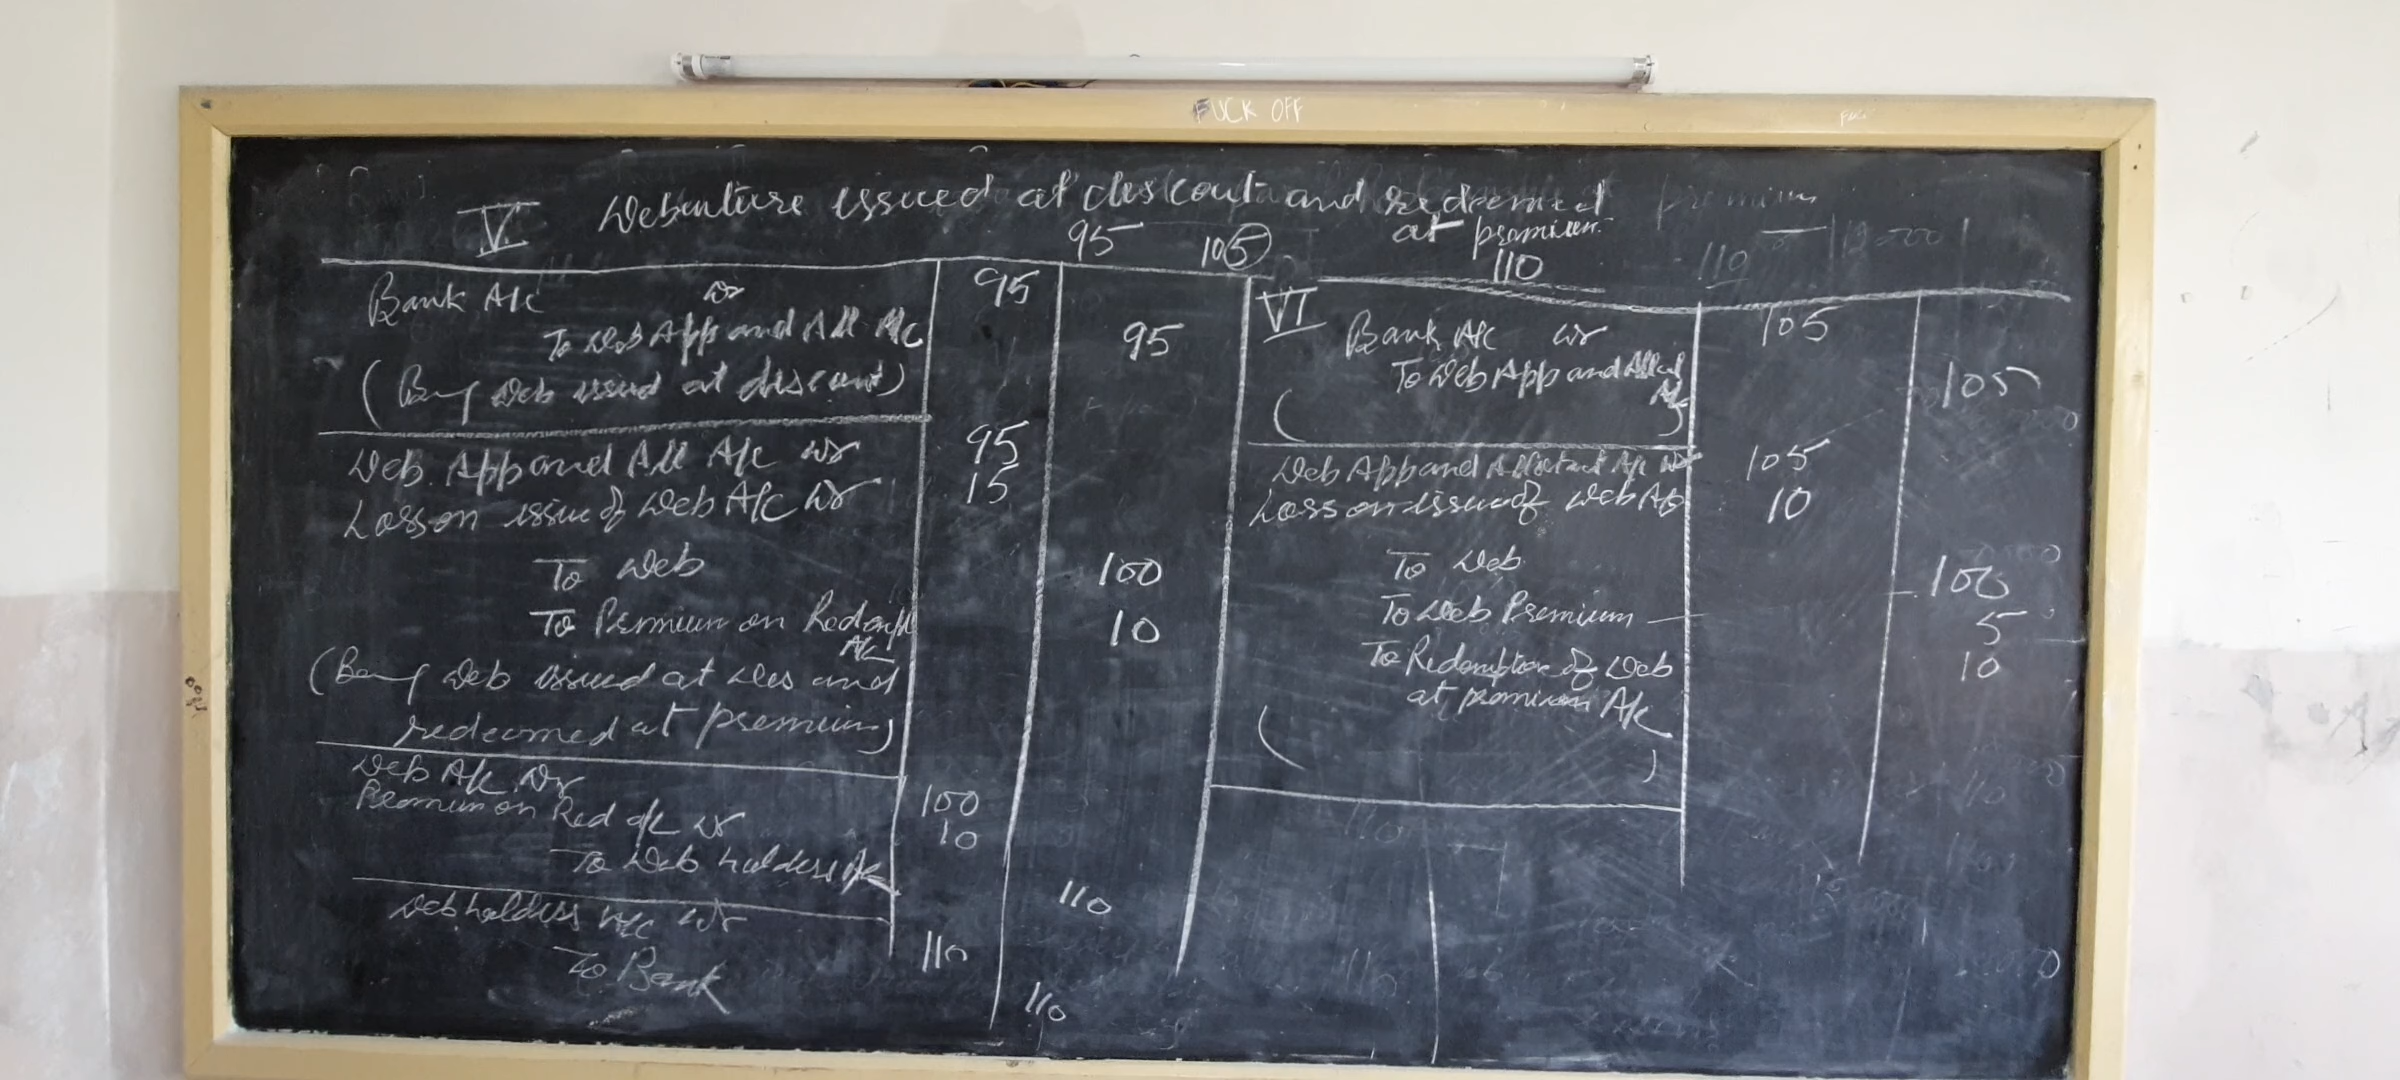 FUCK OFF
V Debenture issued at discount and redeemed
at premium
95 105
110
Bank A/c Dr 95
To Deb App and All A/c 95
(Being Deb issued at discount)
Deb. App and All A/c Dr 95
Loss on issue of Deb A/c Dr 15
To Deb 100
To Premium on Redempt 10
A/c
(Being Deb issued at Dis and
redeemed at premium)
Deb A/c Dr 100
Premium on Red a/c Dr 10
To Deb holders A/c 110
Deb holders A/c Dr 110
To Bank 110
VI Bank A/c Dr 105
To Deb App and Allot 105
A/c
( )
Deb App and Allotment A/c Dr 105
Loss on issue of Deb A/c 10
To Deb 100
To Deb Premium 5
To Redemption of Deb 10
at premium A/c
( )